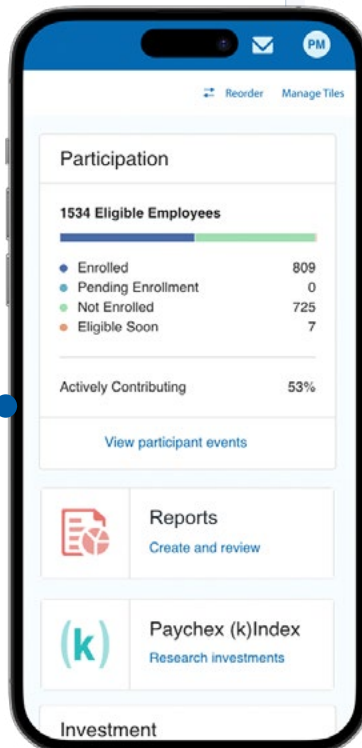 PM
Reorder Manage Tiles
Participation
1534 Eligible Employees
Enrolled 809
Pending Enrollment 0
Not Enrolled 725
Eligible Soon 7
Actively Contributing 53%
View participant events
Reports
Create and review
(k)
Paychex (k)Index
Research investments
Investment